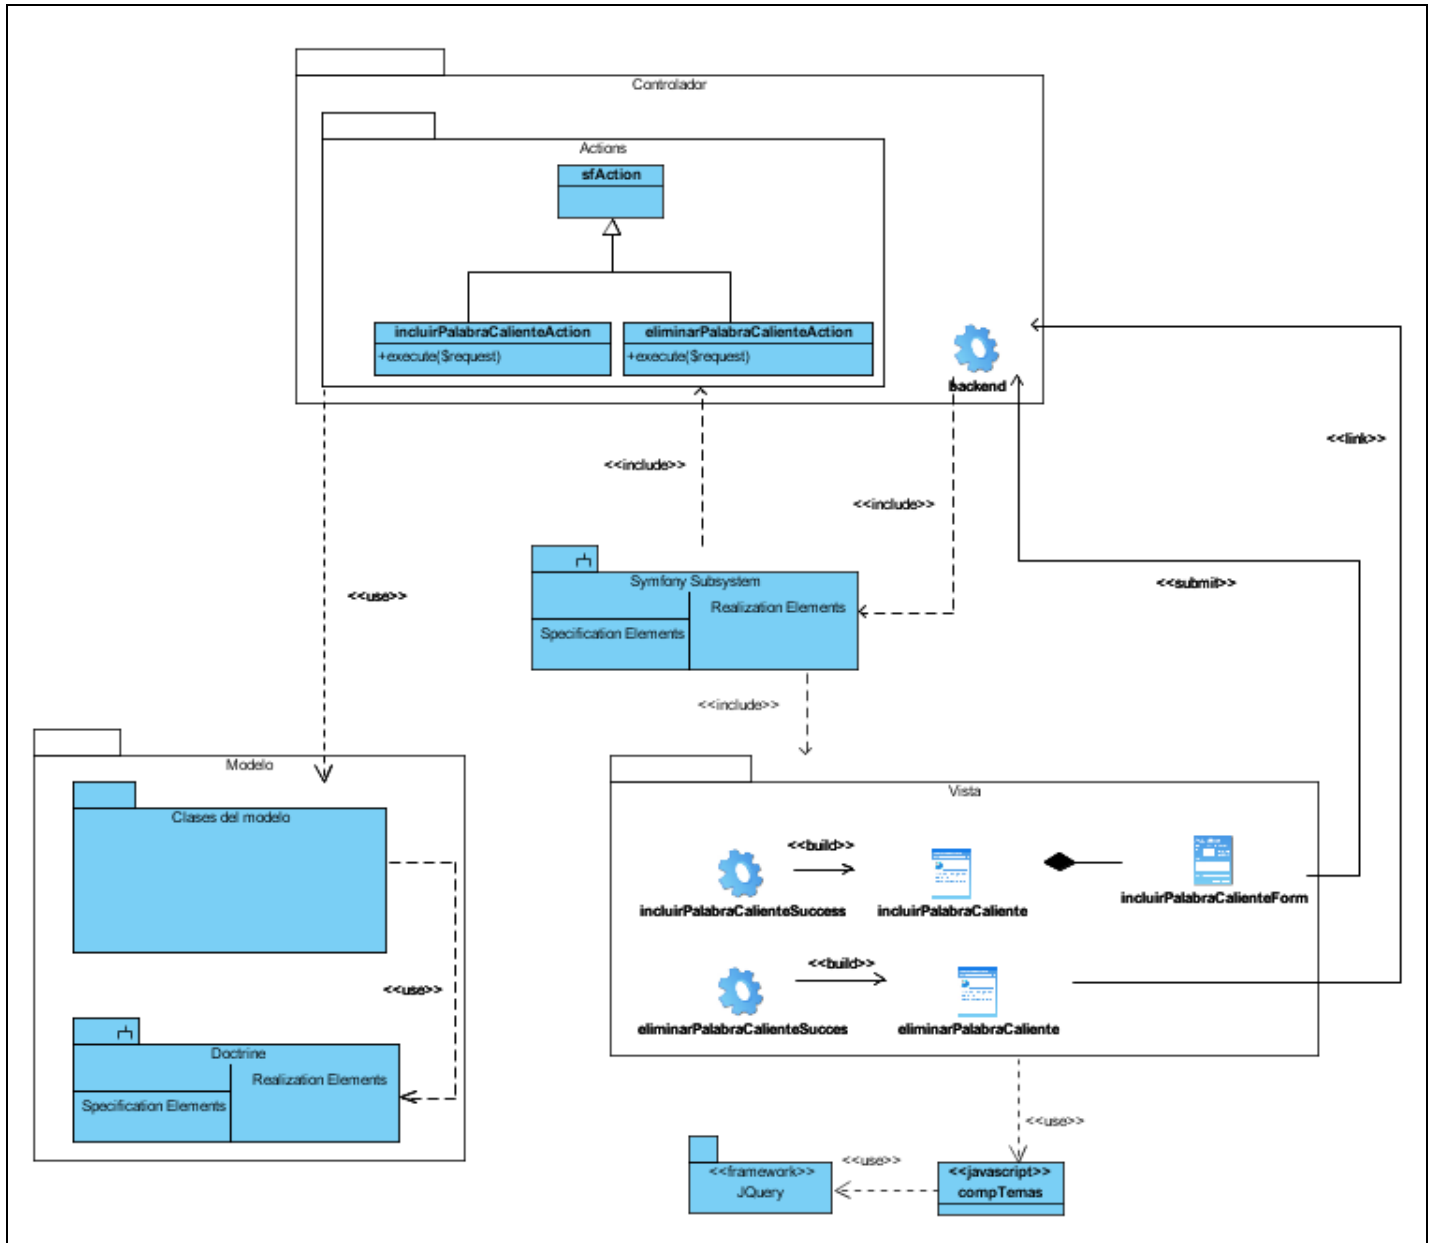 Controlador
Actions
sfAction
incluirPalabraCalienteAction
+execute($request)
eliminarPalabraCalienteAction
+execute($request)
backend
<<link>>
<<include>>
<<include>>
<<submit>>
<<use>>
Symfony Subsystem
Realization Elements
Specification Elements
<<include>>
Modelo
Clases del modelo
<<use>>
Doctrine
Realization Elements
Specification Elements
Vista
<<build>>
incluirPalabraCalienteSuccess
incluirPalabraCaliente
incluirPalabraCalienteForm
<<build>>
eliminarPalabraCalienteSucces
eliminarPalabraCaliente
<<use>>
<<use>>
<<framework>>
JQuery
<<javascript>>
compTemas